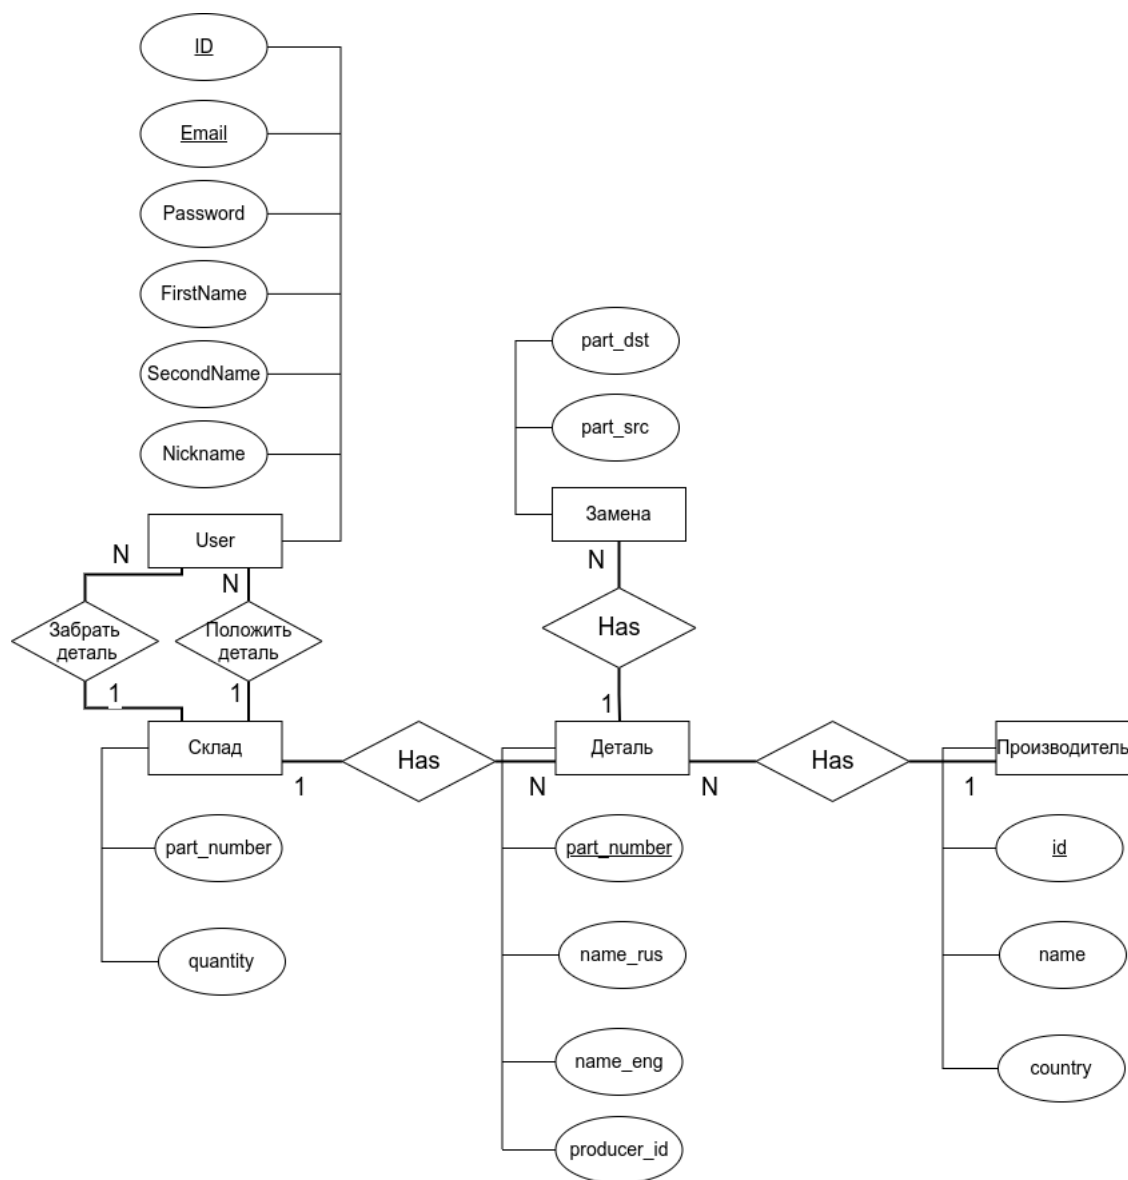 ID
Email
Password
FirstName
SecondName
Nickname
User
N
N
Забрать
деталь
Положить
деталь
1
1
Склад
part_number
quantity
1
Has
N
part_dst
part_src
Замена
N
Has
1
Деталь
part_number
name_rus
name_eng
producer_id
N
Has
1
Производитель
id
name
country